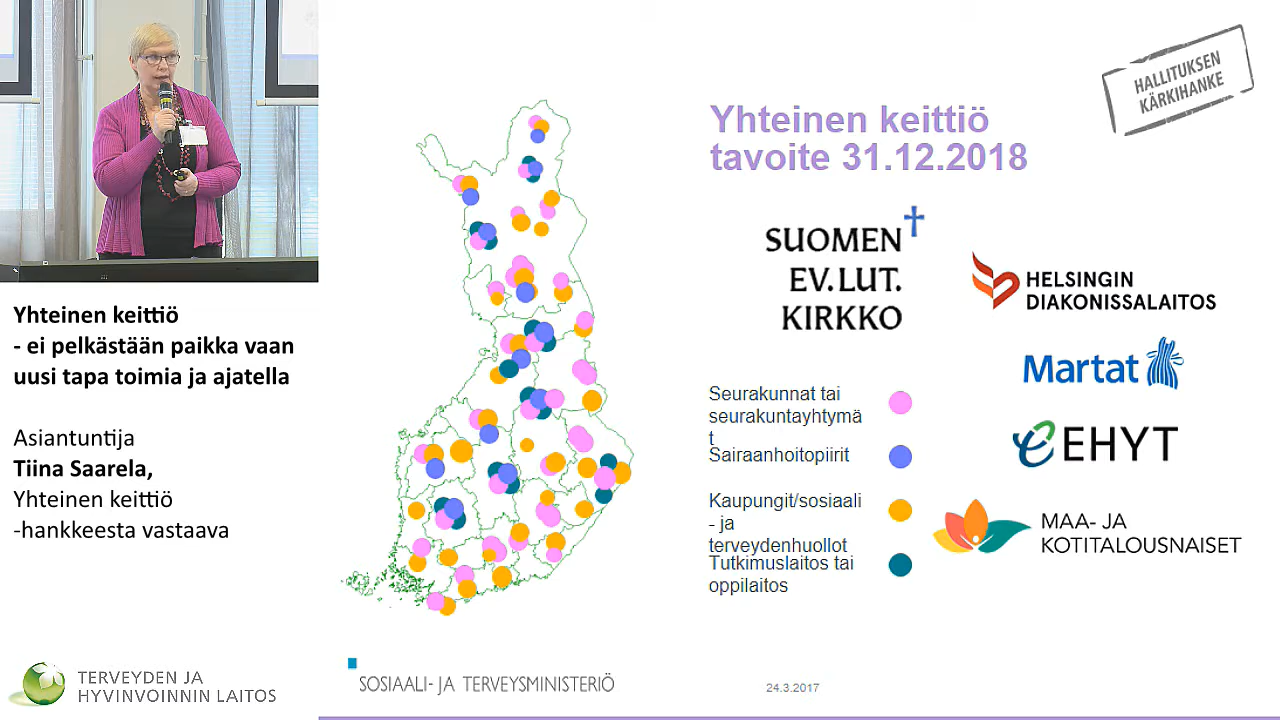 Yhteinen keittiö
- ei pelkästään paikka vaan
uusi tapa toimia ja ajatella
Asiantuntija
Tiina Saarela,
Yhteinen keittiö
-hankkeesta vastaava
TERVEYDEN JA
HYVINVOINNIN LAITOS
HALLITUKSEN
KÄRKIHANKE
Yhteinen keittiö
tavoite 31.12.2018
SUOMEN
EV.LUT.
KIRKKO
HELSINGIN
DIAKONISSALAITOS
Martat
EHYT
MAA- JA
KOTITALOUSNAISET
Seurakunnat tai
seurakuntayhtymä
t
Sairaanhoitopiirit
Kaupungit/sosiaali
- ja
terveydenhuollot
Tutkimuslaitos tai
oppilaitos
SOSIAALI- JA TERVEYSMINISTERIÖ
24.3.2017